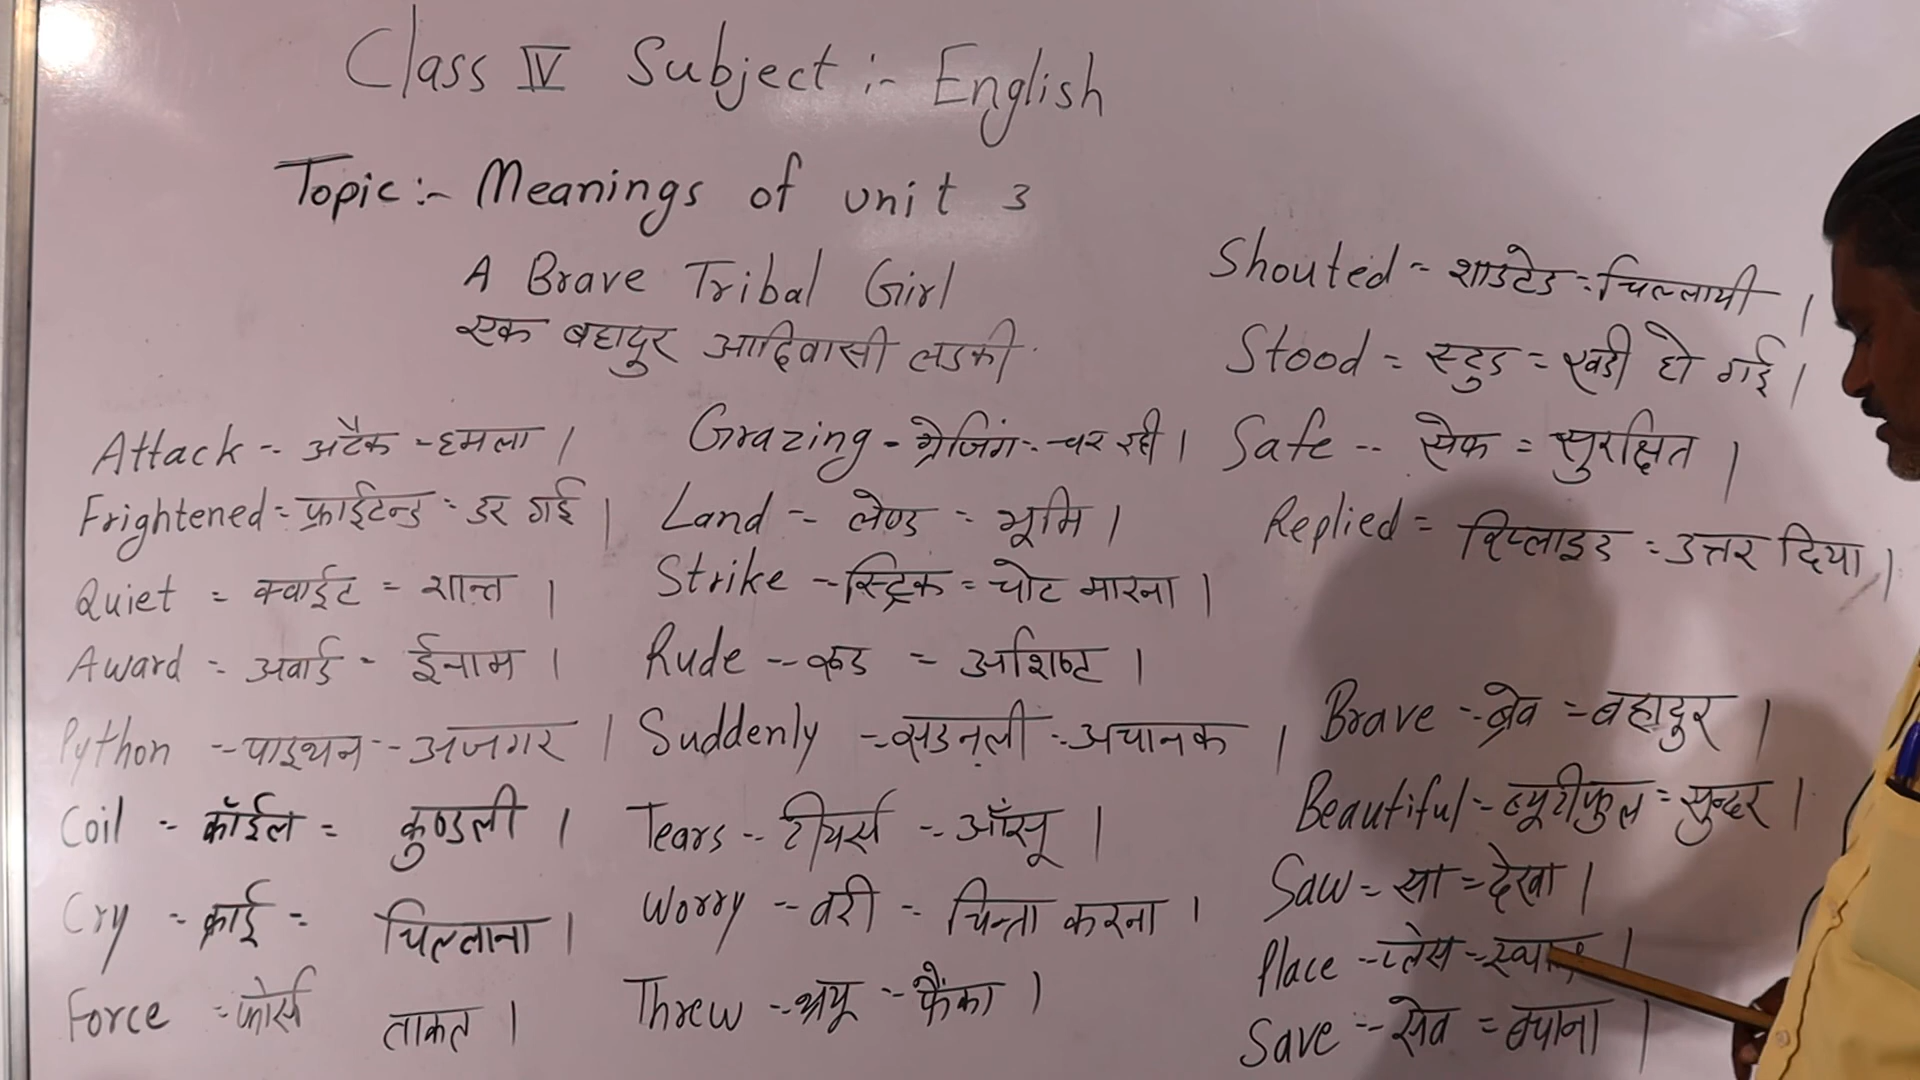 Class IV Subject :- English
Topic :- Meanings of unit 3
A Brave Tribal Girl
एक बहादुर आदिवासी लडकी
Attack -- अटैक - हमला ।
Frightened = फ्राईटन्ड = डर गई ।
Quiet = क्वाईट = शान्त ।
Award = अवार्ड - ईनाम ।
Python -- पाइथन -- अजगर ।
Coil - कॉईल = कुण्डली ।
Cry - क्राई = चिल्लाना ।
Force = फोर्स ताकत ।
Grazing - ग्रेजिंग -- चर रही ।
Land -- लेण्ड = भूमि ।
Strike -- स्ट्रिक = चोट मारना ।
Rude -- रूड = अशिष्ट ।
Suddenly -- सडनली -- अचानक ।
Tears -- टीयर्स -- आँसू ।
Worry -- वरी -- चिन्ता करना ।
Threw -- थ्रयू -- फैंका ।
Shouted - शाउटेड = चिल्लायी ।
Stood = स्टुड = खडी हो गई ।
Safe -- सेफ = सुरक्षित ।
Replied = रिप्लाइड = उत्तर दिया ।
Brave -- ब्रेव = बहादुर ।
Beautiful -- ब्यूटीफुल = सुन्दर ।
Saw = सा = देखा ।
Place -- प्लेस = स्थान ।
Save -- सेव = बचाना ।